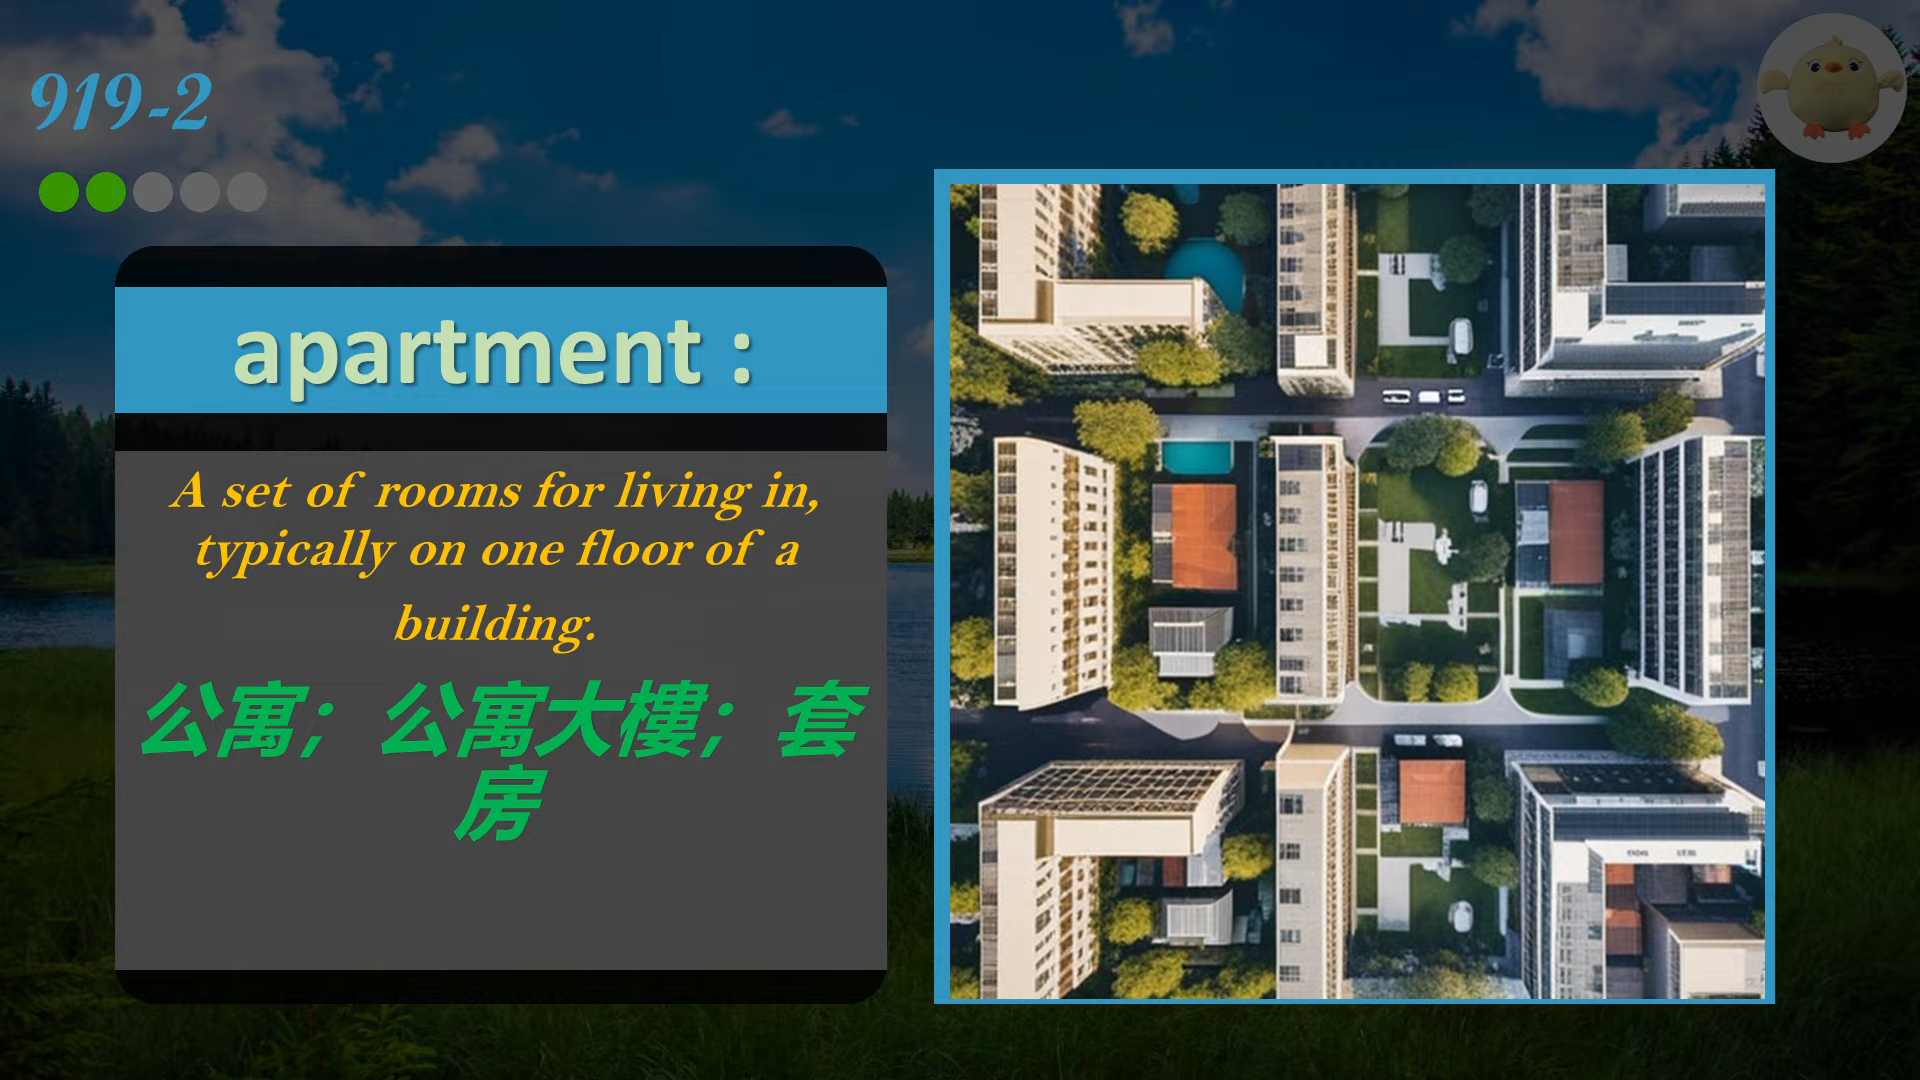 919-2
apartment :
A set of rooms for living in,
typically on one floor of a
building.
公寓；公寓大樓；套
房